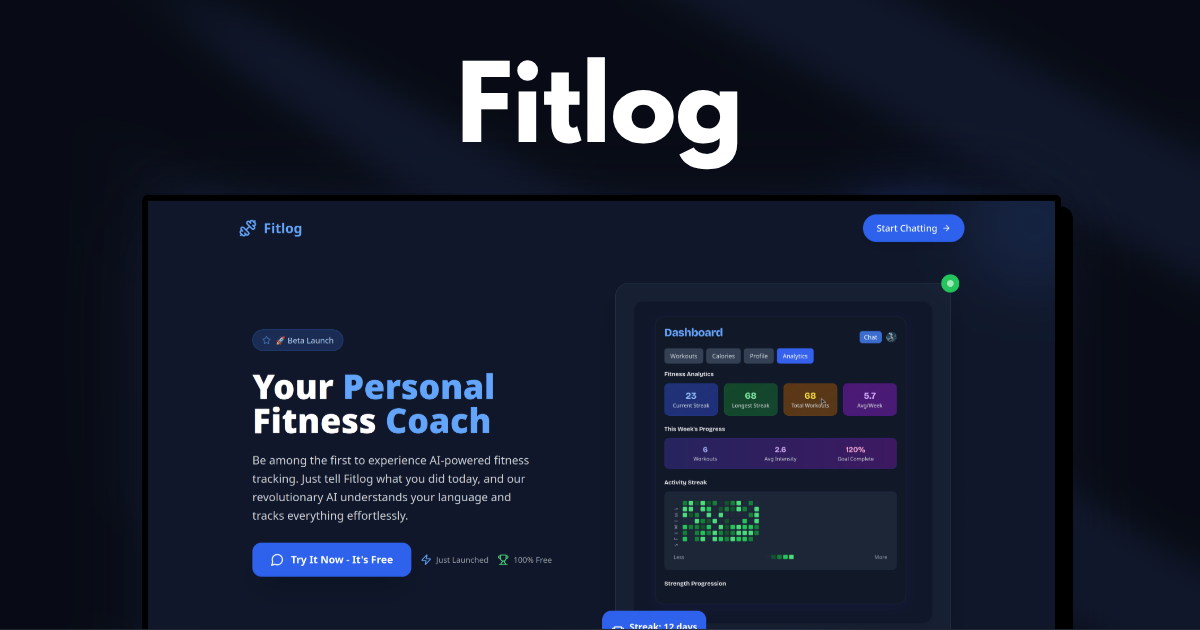 Fitlog
Fitlog
Start Chatting →
🚀 Beta Launch
Your Personal
Fitness Coach
Be among the first to experience AI-powered fitness
tracking. Just tell Fitlog what you did today, and our
revolutionary AI understands your language and
tracks everything effortlessly.
Try It Now - It's Free
Just Launched
100% Free
Dashboard
Chat
Workouts
Calories
Profile
Analytics
Fitness Analytics
23
Current Streak
68
Longest Streak
68
Total Workouts
5.7
Avg/Week
This Week's Progress
6
Workouts
2.6
Avg Intensity
120%
Goal Complete
Activity Streak
Less
More
Strength Progression
Streak: 12 days